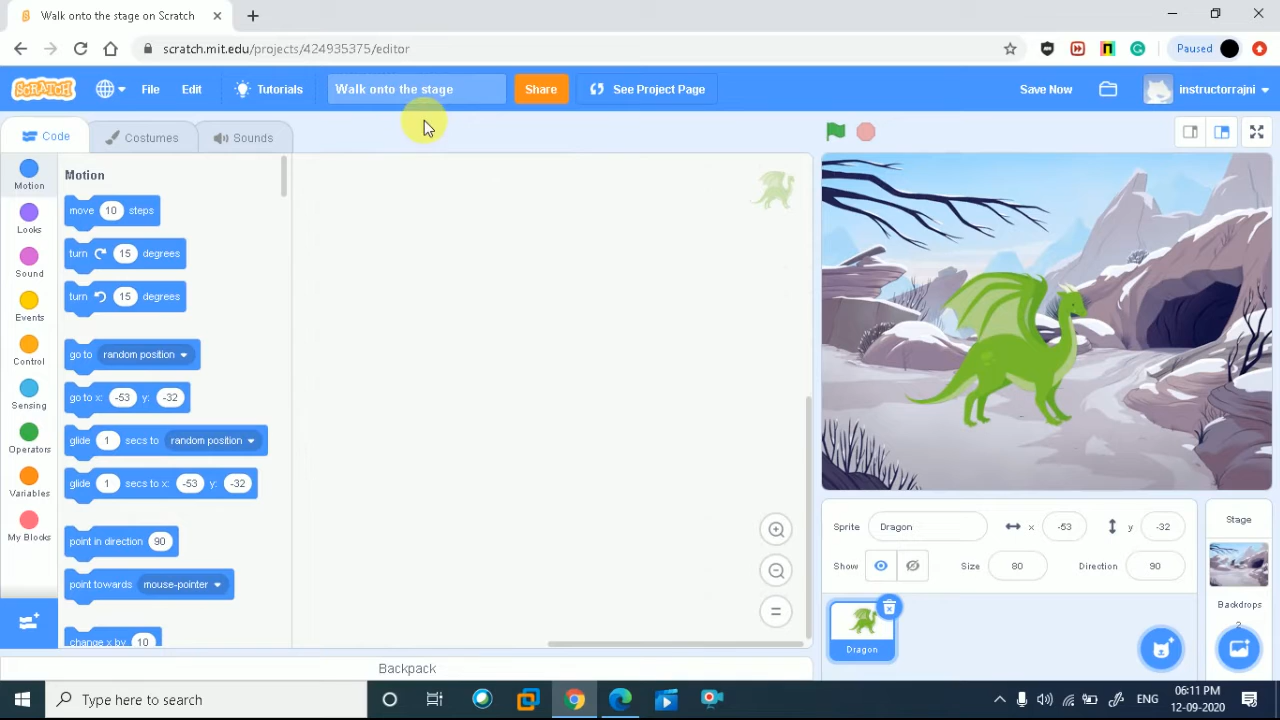 Walk onto the stage on Scratch
scratch.mit.edu/projects/424935375/editor
Paused
SCRATCH
File
Edit
Tutorials
Walk onto the stage
Share
See Project Page
Save Now
instructorrajni
Code
Costumes
Sounds
Motion
Looks
Sound
Events
Control
Sensing
Operators
Variables
My Blocks
Motion
move 10 steps
turn 15 degrees
turn 15 degrees
go to random position
go to x: -53 y: -32
glide 1 secs to random position
glide 1 secs to x: -53 y: -32
point in direction 90
point towards mouse-pointer
change x by 10
Backpack
Sprite Dragon x -53 y -32
Show Size 80 Direction 90
Dragon
Stage
Backdrops
2
Type here to search
ENG
06:11 PM
12-09-2020